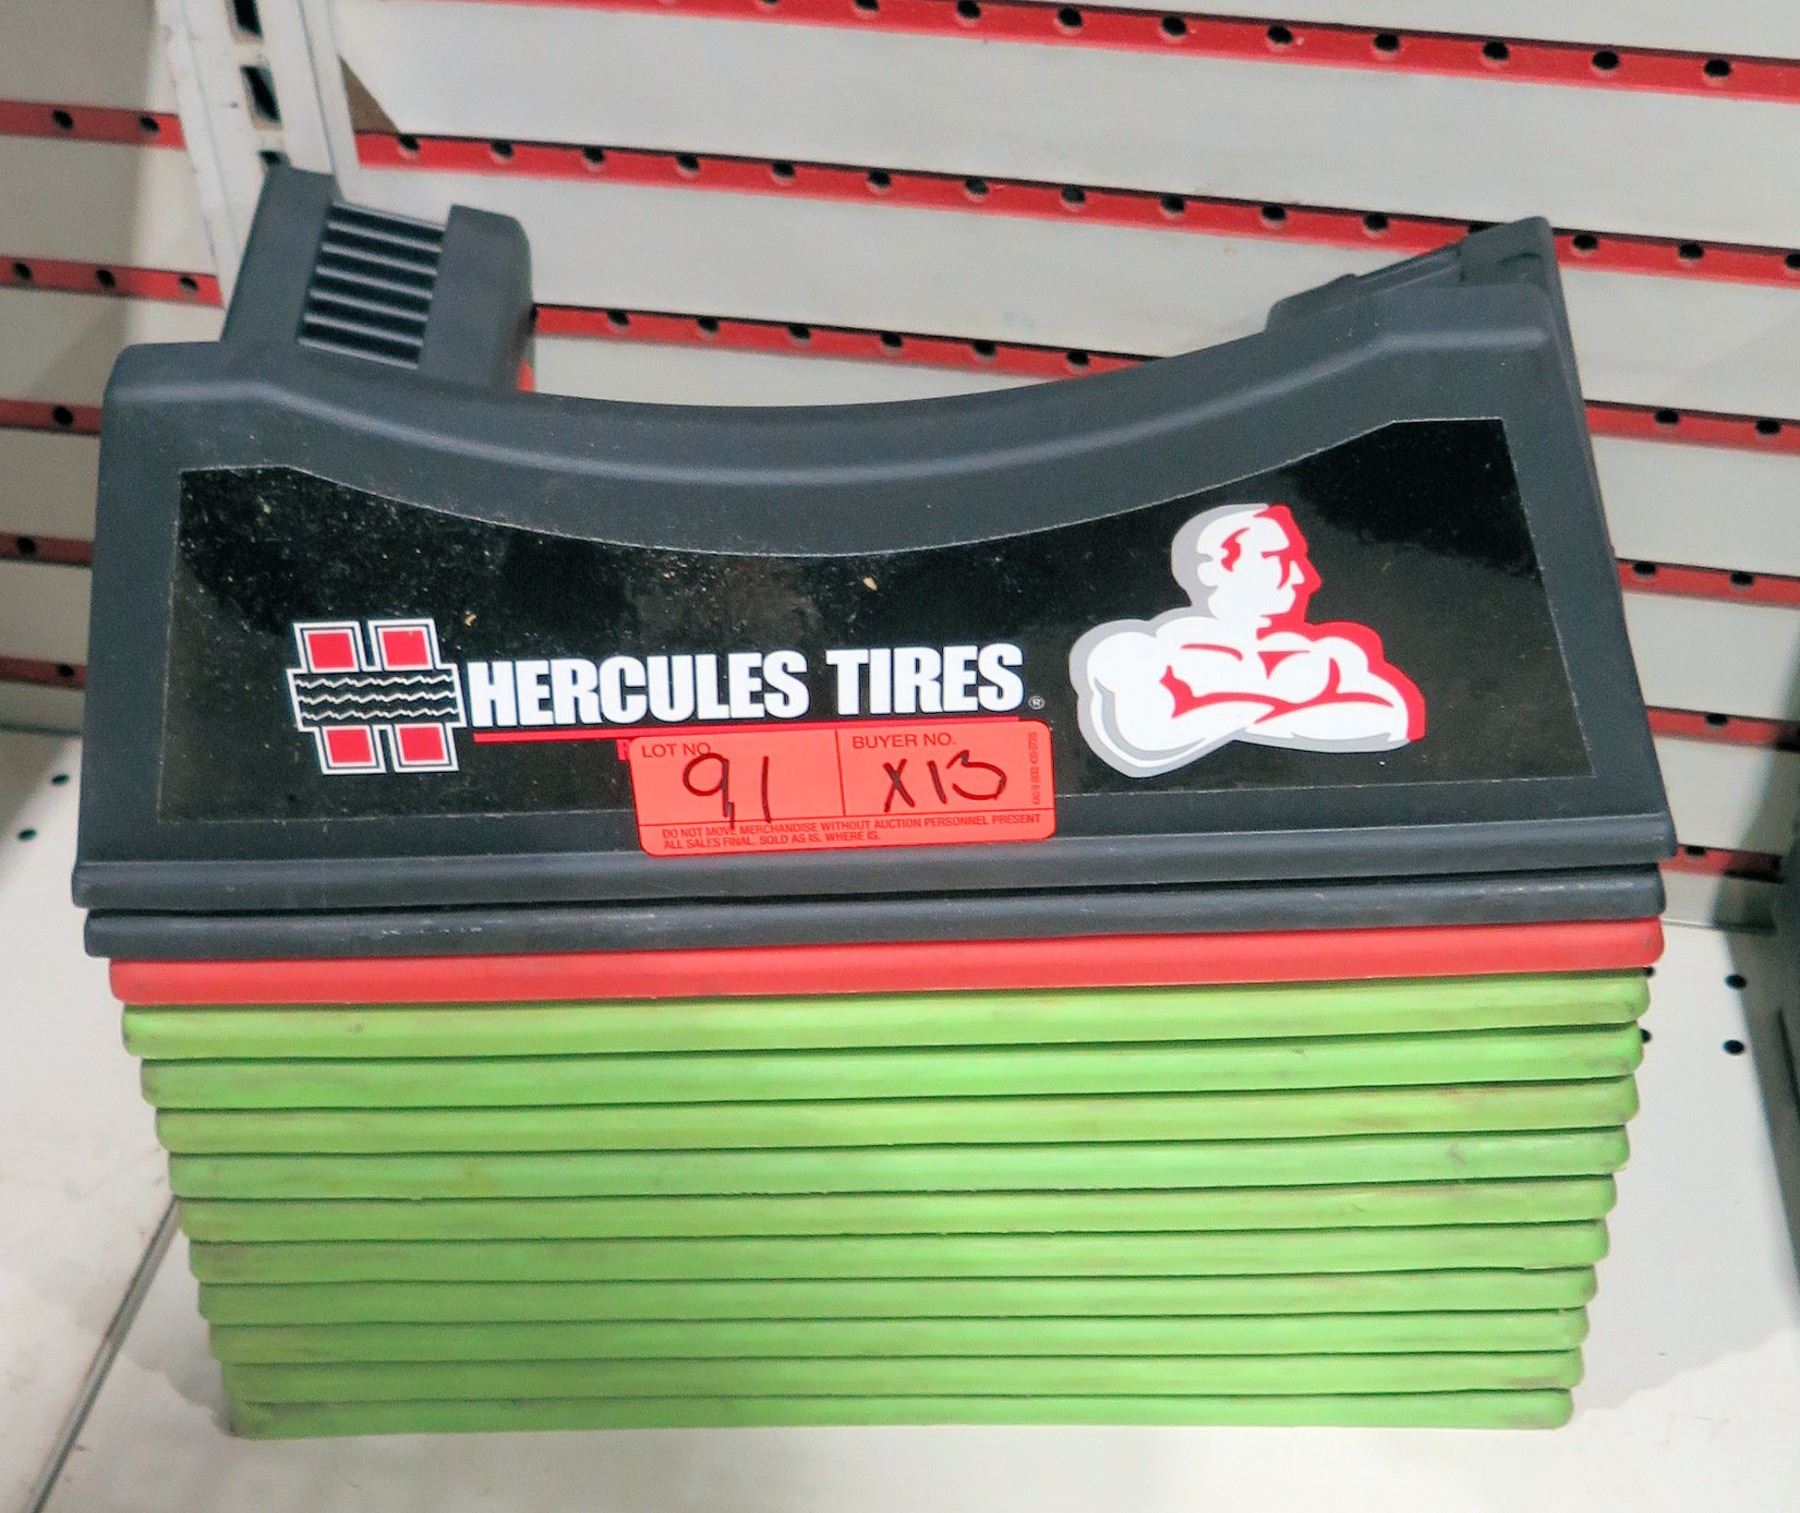 HERCULES TIRES ®
LOT NO. BUYER NO.
91 X13
DO NOT MOVE MERCHANDISE WITHOUT AUCTION PERSONNEL PRESENT
ALL SALES FINAL. SOLD AS IS. WHERE IS.